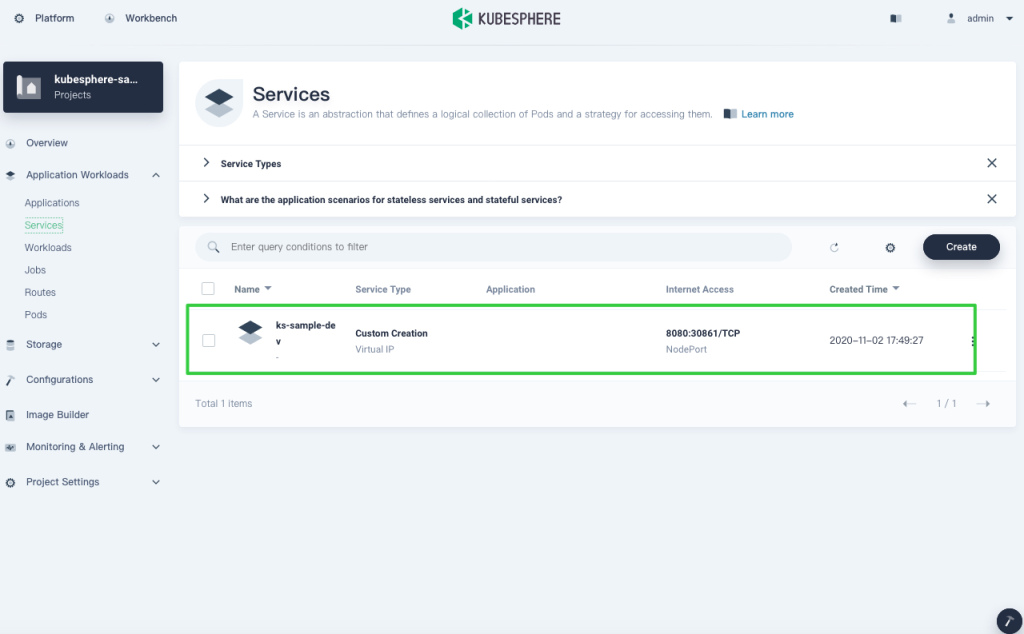 Platform
Workbench
KUBESPHERE
admin
kubesphere-sa...
Projects
Overview
Application Workloads
Applications
Services
Workloads
Jobs
Routes
Pods
Storage
Configurations
Image Builder
Monitoring & Alerting
Project Settings
Services
A Service is an abstraction that defines a logical collection of Pods and a strategy for accessing them.
Learn more
Service Types
What are the application scenarios for stateless services and stateful services?
Enter query conditions to filter
Create
Name
Service Type
Application
Internet Access
Created Time
ks-sample-de
v
-
Custom Creation
Virtual IP
8080:30861/TCP
NodePort
2020-11-02 17:49:27
Total 1 items
1 / 1